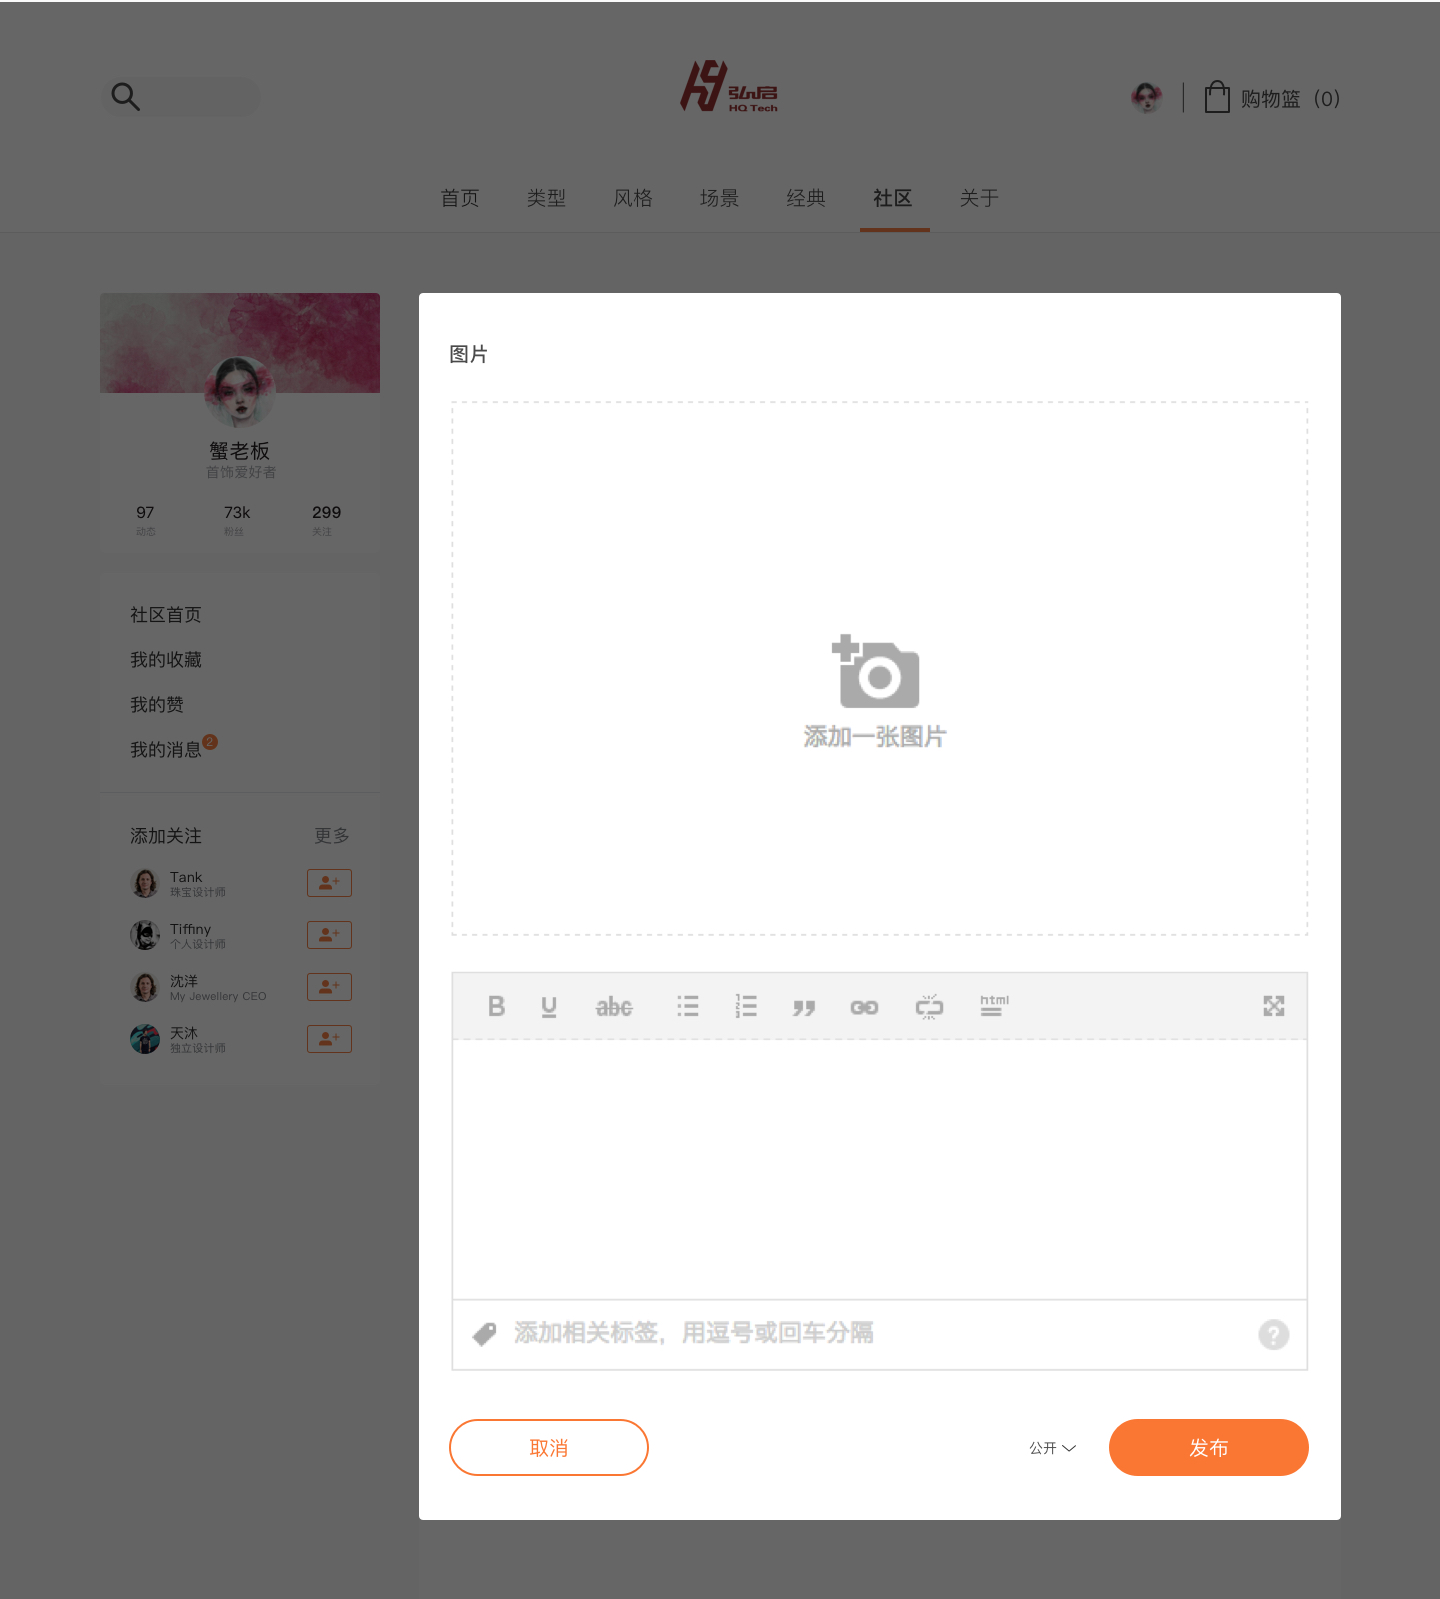 弘启
HQ Tech
购物篮（0）
首页 类型 风格 场景 经典 社区 关于
蟹老板
首饰爱好者
97 73k 299
动态 粉丝 关注
社区首页
我的收藏
我的赞
我的消息 2
添加关注 更多
Tank
珠宝设计师
Tiffiny
个人设计师
沈洋
My Jewellery CEO
天沐
独立设计师
图片
添加一张图片
B U abc html
添加相关标签，用逗号或回车分隔
?
取消 公开 发布